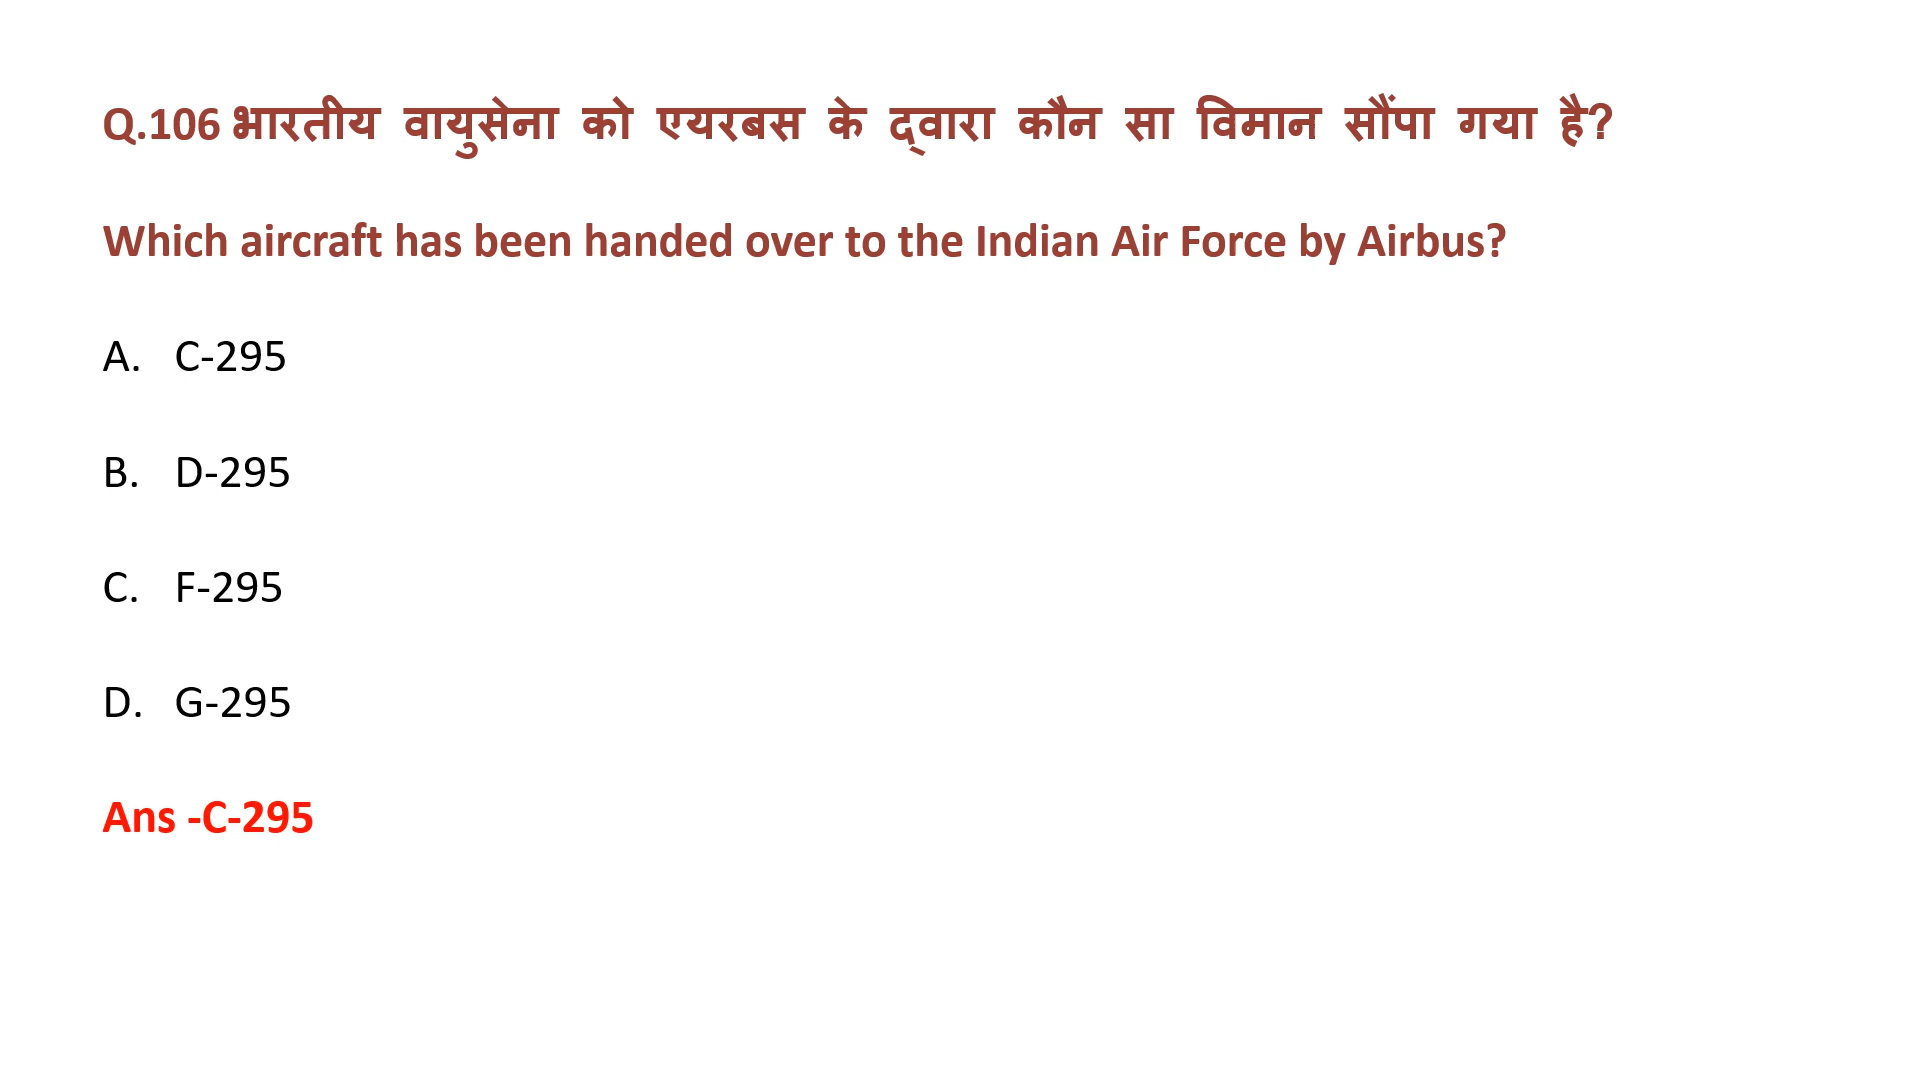 Q.106 भारतीय वायुसेना को एयरबस के द्वारा कौन सा विमान सौंपा गया है?
Which aircraft has been handed over to the Indian Air Force by Airbus?
A. C-295
B. D-295
C. F-295
D. G-295
Ans -C-295